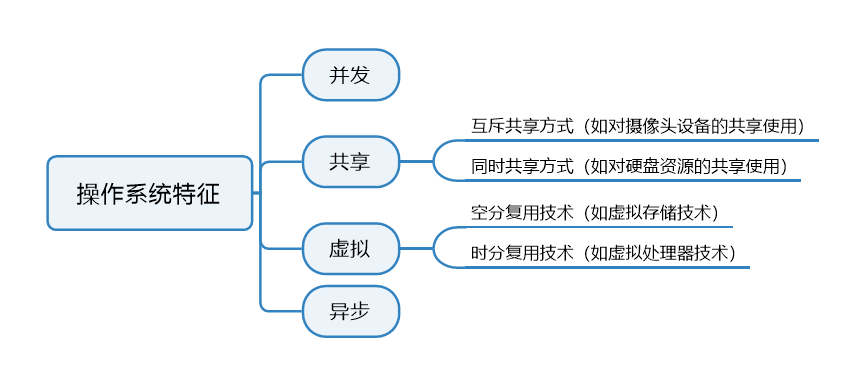 操作系统特征
并发
共享
互斥共享方式（如对摄像头设备的共享使用）
同时共享方式（如对硬盘资源的共享使用）
虚拟
空分复用技术（如虚拟存储技术）
时分复用技术（如虚拟处理器技术）
异步